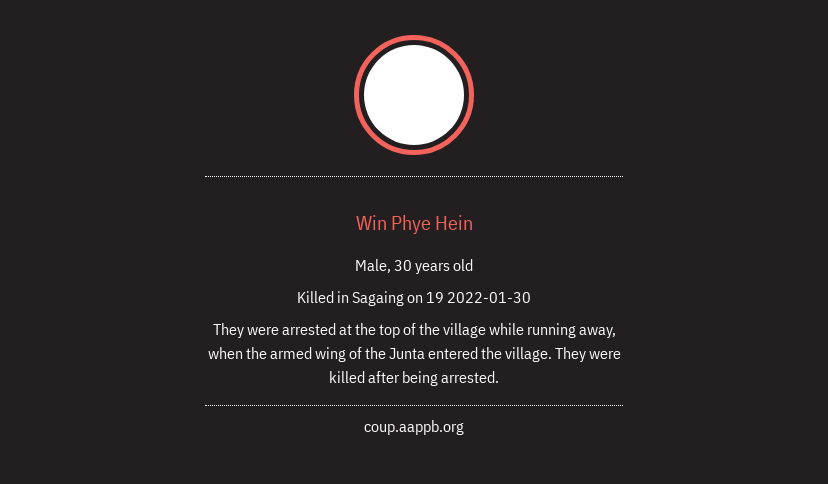 Win Phye Hein
Male, 30 years old
Killed in Sagaing on 19 2022-01-30
They were arrested at the top of the village while running away,
when the armed wing of the Junta entered the village. They were
killed after being arrested.
coup.aappb.org